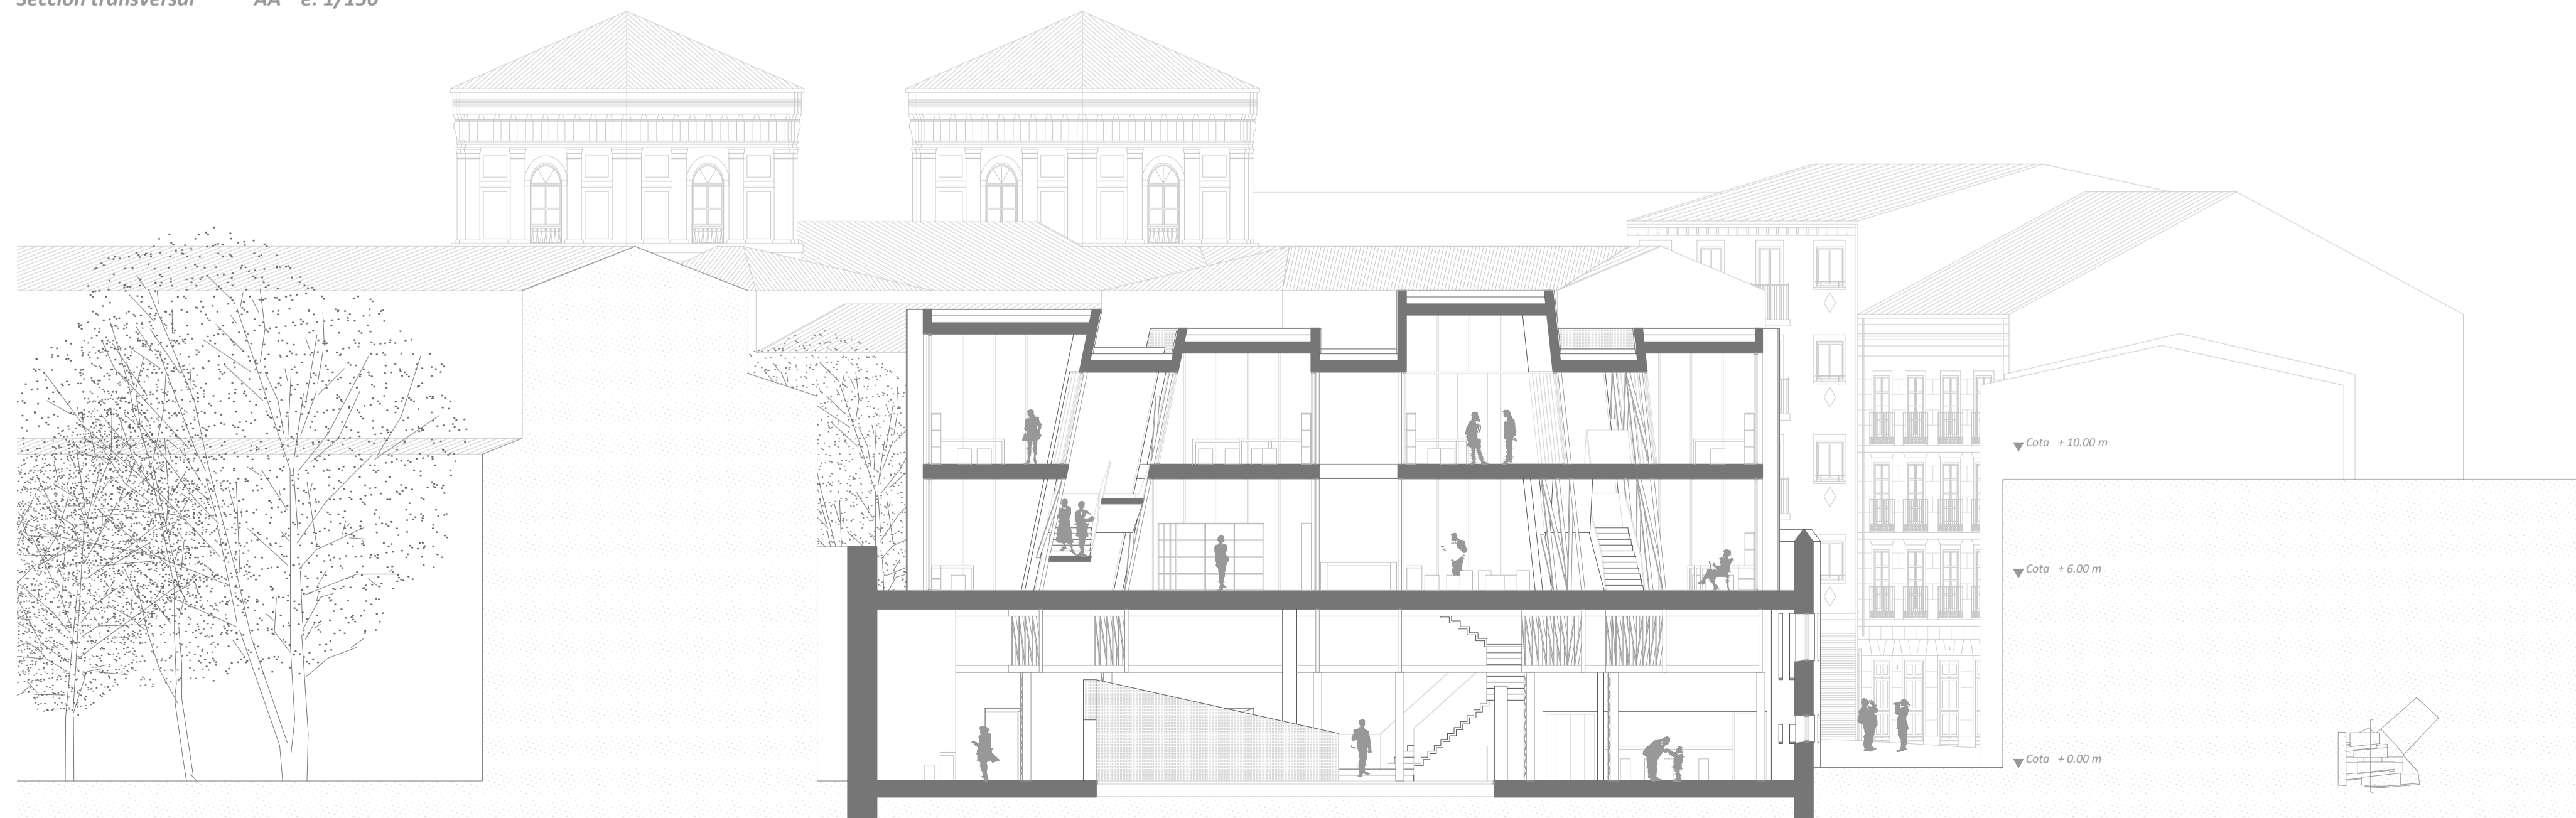 Sección transversal AA' e: 1/150
Cota + 10.00 m
Cota + 6.00 m
Cota + 0.00 m